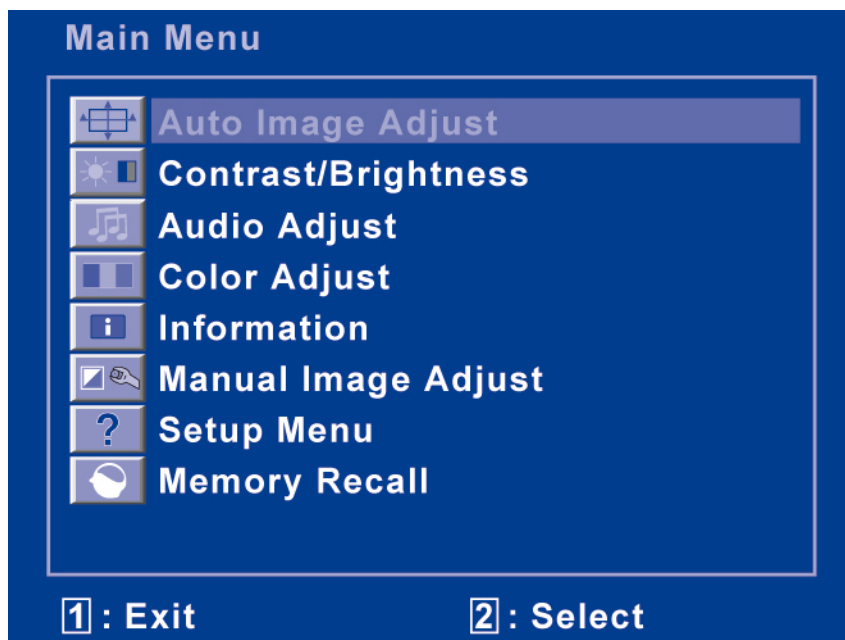 Main Menu
Auto Image Adjust
Contrast/Brightness
Audio Adjust
Color Adjust
i Information
Manual Image Adjust
? Setup Menu
Memory Recall
1 : Exit 2 : Select